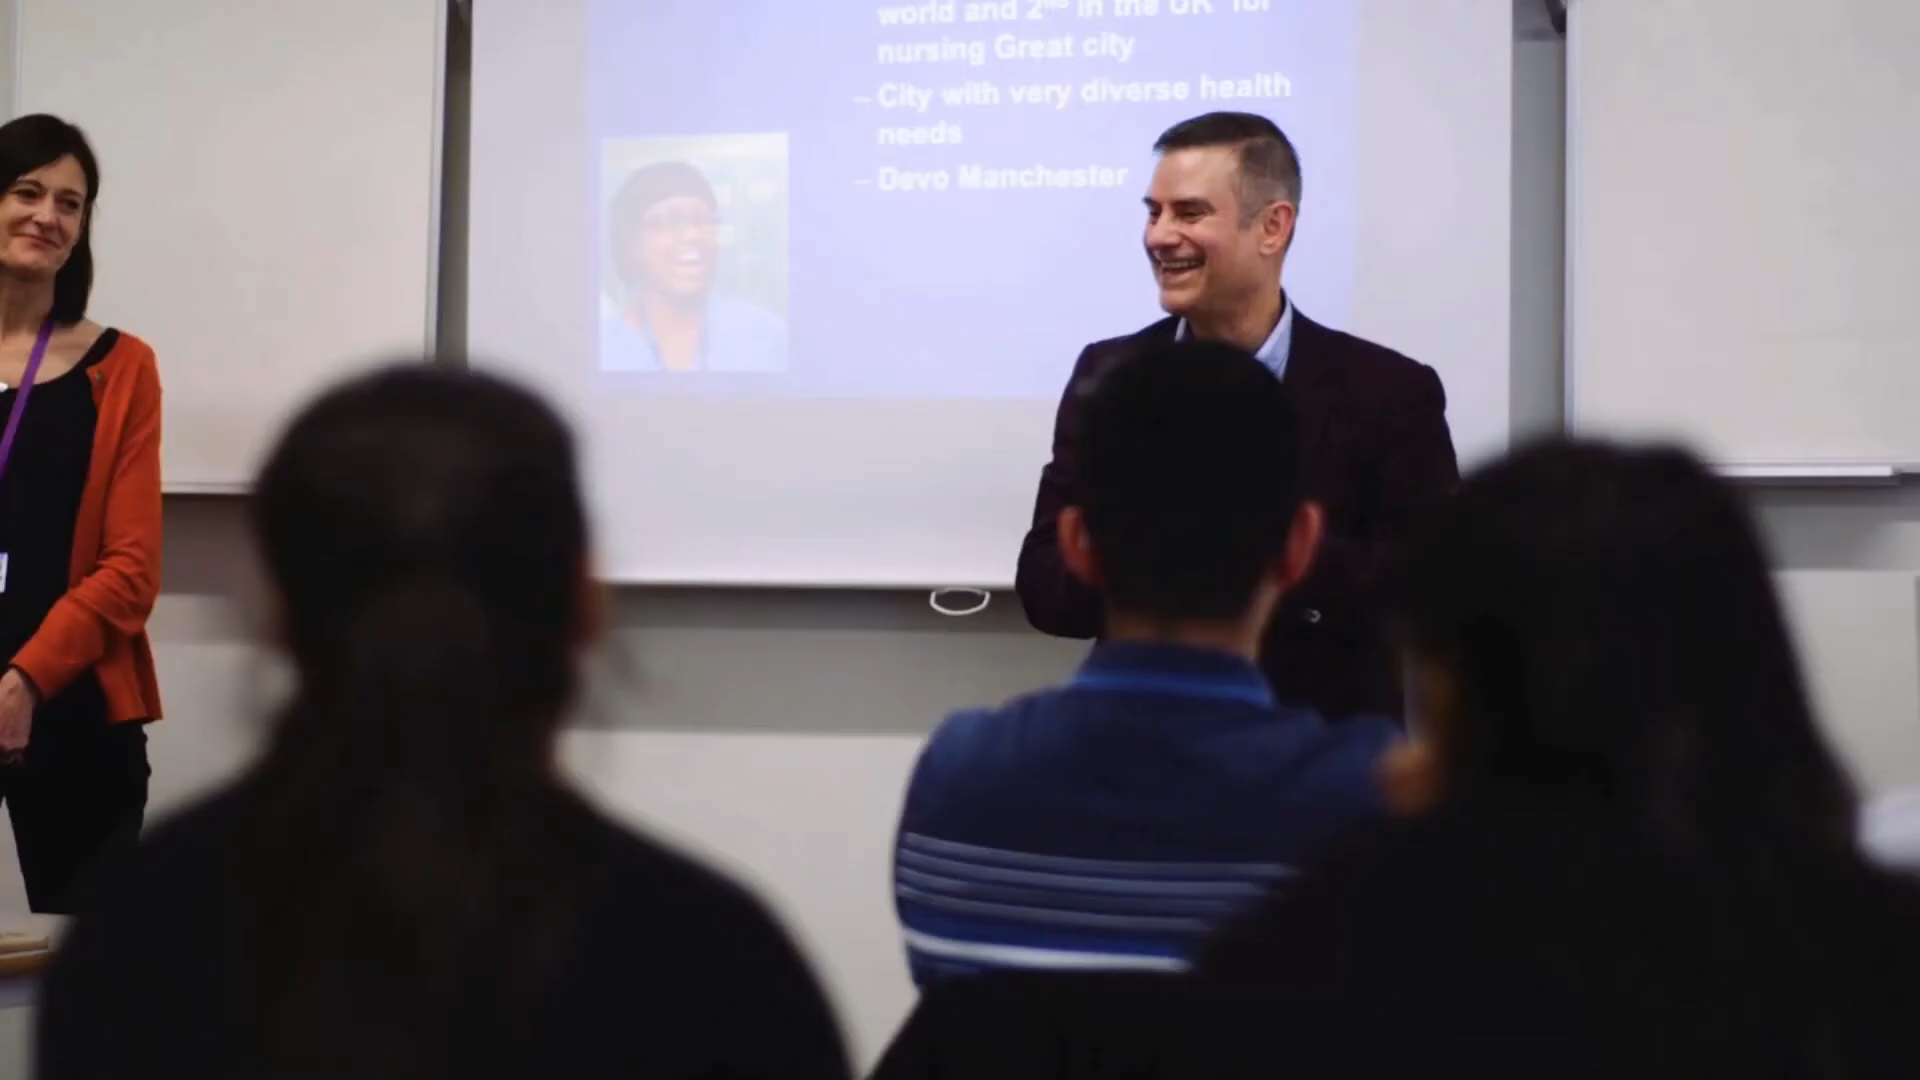 world and 2nd in the UK for
nursing Great city
– City with very diverse health
needs
– Devo Manchester